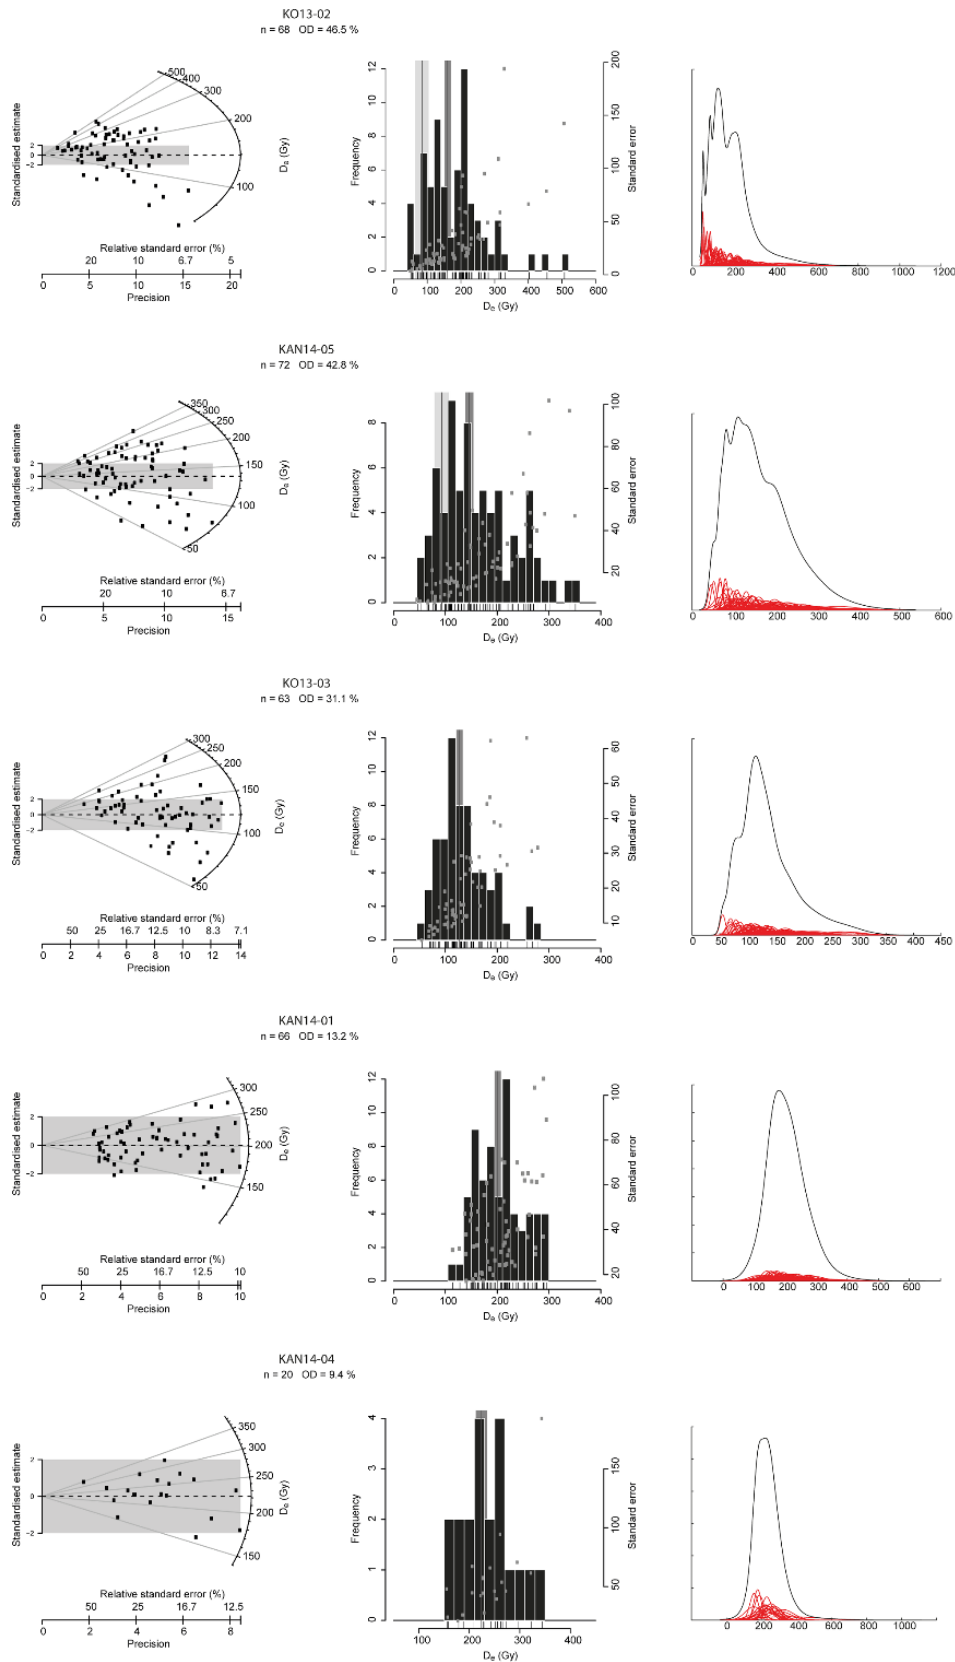 KO13-02
n = 68 OD = 46.5 %
Standardised estimate
2
0
-2
500
400
300
200
100
Dₑ (Gy)
Relative standard error (%)
20 10 6.7 5
0 5 10 15 20
Precision
Frequency
0 2 4 6 8 10 12
0 100 200 300 400 500 600
Dₑ (Gy)
Standard error
0 50 100 150 200
0 200 400 600 800 1000 1200
KAN14-05
n = 72 OD = 42.8 %
Standardised estimate
2
0
-2
350
300
250
200
150
100
50
Dₑ (Gy)
Relative standard error (%)
20 10 6.7
0 5 10 15
Precision
Frequency
0 2 4 6 8
0 100 200 300 400
Dₑ (Gy)
Standard error
20 40 60 80 100
0 100 200 300 400 500 600
KO13-03
n = 63 OD = 31.1 %
Standardised estimate
2
0
-2
300
250
200
150
100
50
Dₑ (Gy)
Relative standard error (%)
50 25 16.7 12.5 10 8.3 7.1
0 2 4 6 8 10 12 14
Precision
Frequency
0 2 4 6 8 10 12
0 100 200 300 400
Dₑ (Gy)
Standard error
10 20 30 40 50 60
0 50 100 150 200 250 300 350 400 450
KAN14-01
n = 66 OD = 13.2 %
Standardised estimate
2
0
-2
300
250
200
150
Dₑ (Gy)
Relative standard error (%)
50 25 16.7 12.5 10
0 2 4 6 8 10
Precision
Frequency
0 2 4 6 8 10 12
0 100 200 300 400
Dₑ (Gy)
Standard error
20 40 60 80 100
0 100 200 300 400 500 600
KAN14-04
n = 20 OD = 9.4 %
Standardised estimate
2
0
-2
350
300
250
200
150
Dₑ (Gy)
Relative standard error (%)
50 25 16.7 12.5
0 2 4 6 8
Precision
Frequency
0 1 2 3 4
100 200 300 400
Dₑ (Gy)
Standard error
50 100 150
0 200 400 600 800 1000